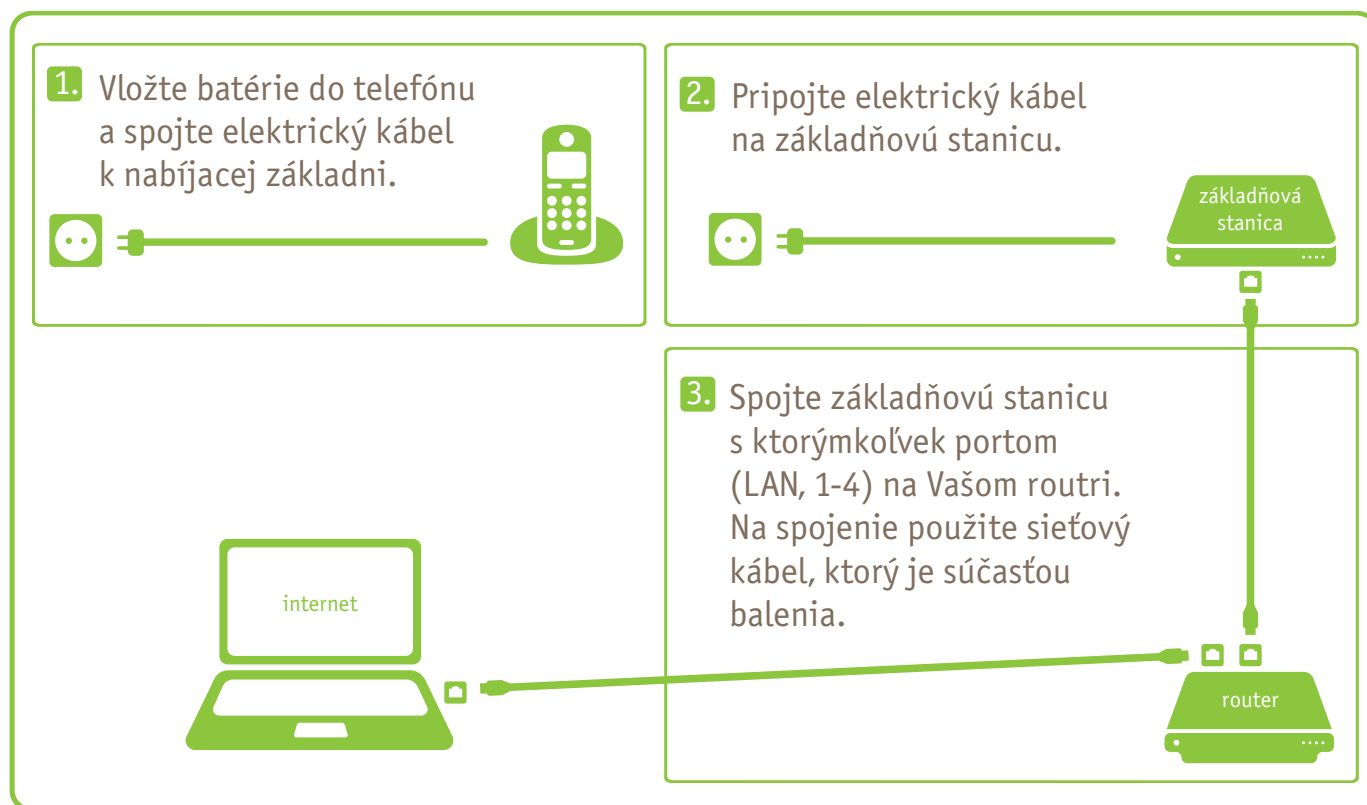 1. Vložte batérie do telefónu
a spojte elektrický kábel
k nabíjacej základni.
2. Pripojte elektrický kábel
na základňovú stanicu.
základňová
stanica
3. Spojte základňovú stanicu
s ktorýmkoľvek portom
(LAN, 1-4) na Vašom routri.
Na spojenie použite sieťový
kábel, ktorý je súčasťou
balenia.
internet
router